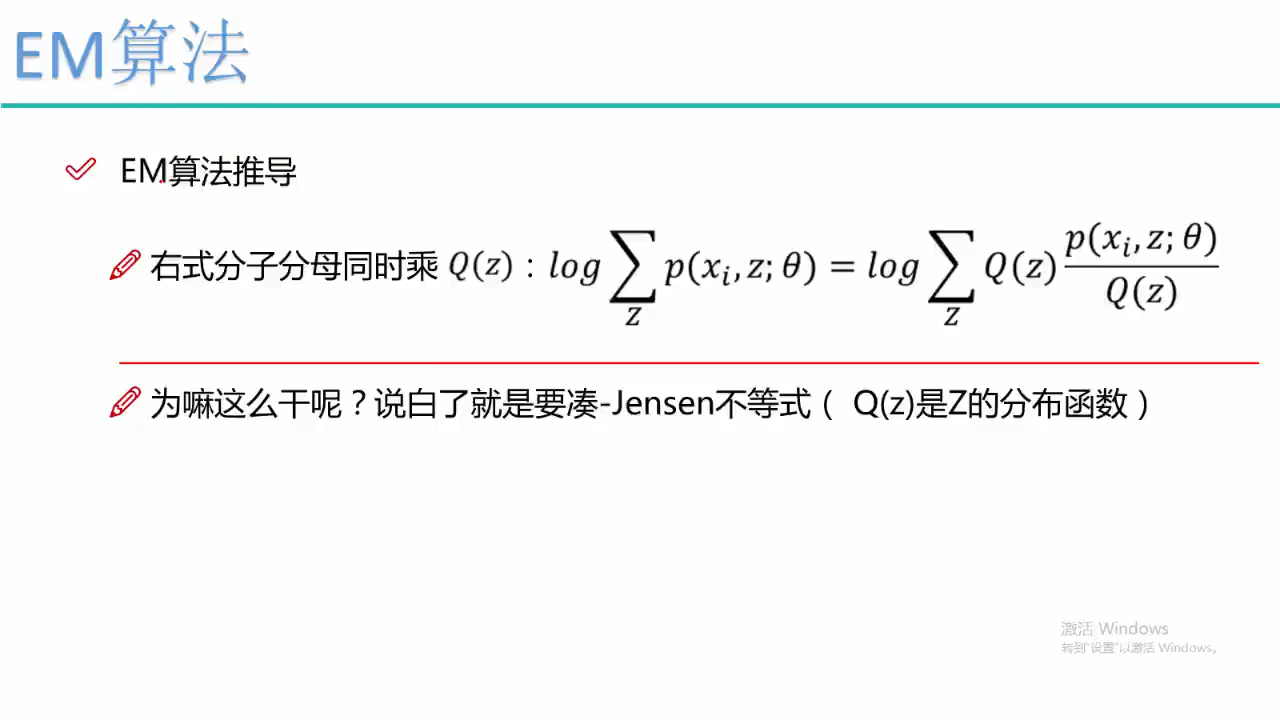 EM算法
EM算法推导
右式分子分母同时乘 Q(z)：log∑_z p(x_i, z; θ) = log∑_z Q(z) p(x_i, z; θ)/Q(z)
为嘛这么干呢？说白了就是要凑-Jensen不等式（ Q(z)是Z的分布函数）
激活 Windows
转到“设置”以激活 Windows。